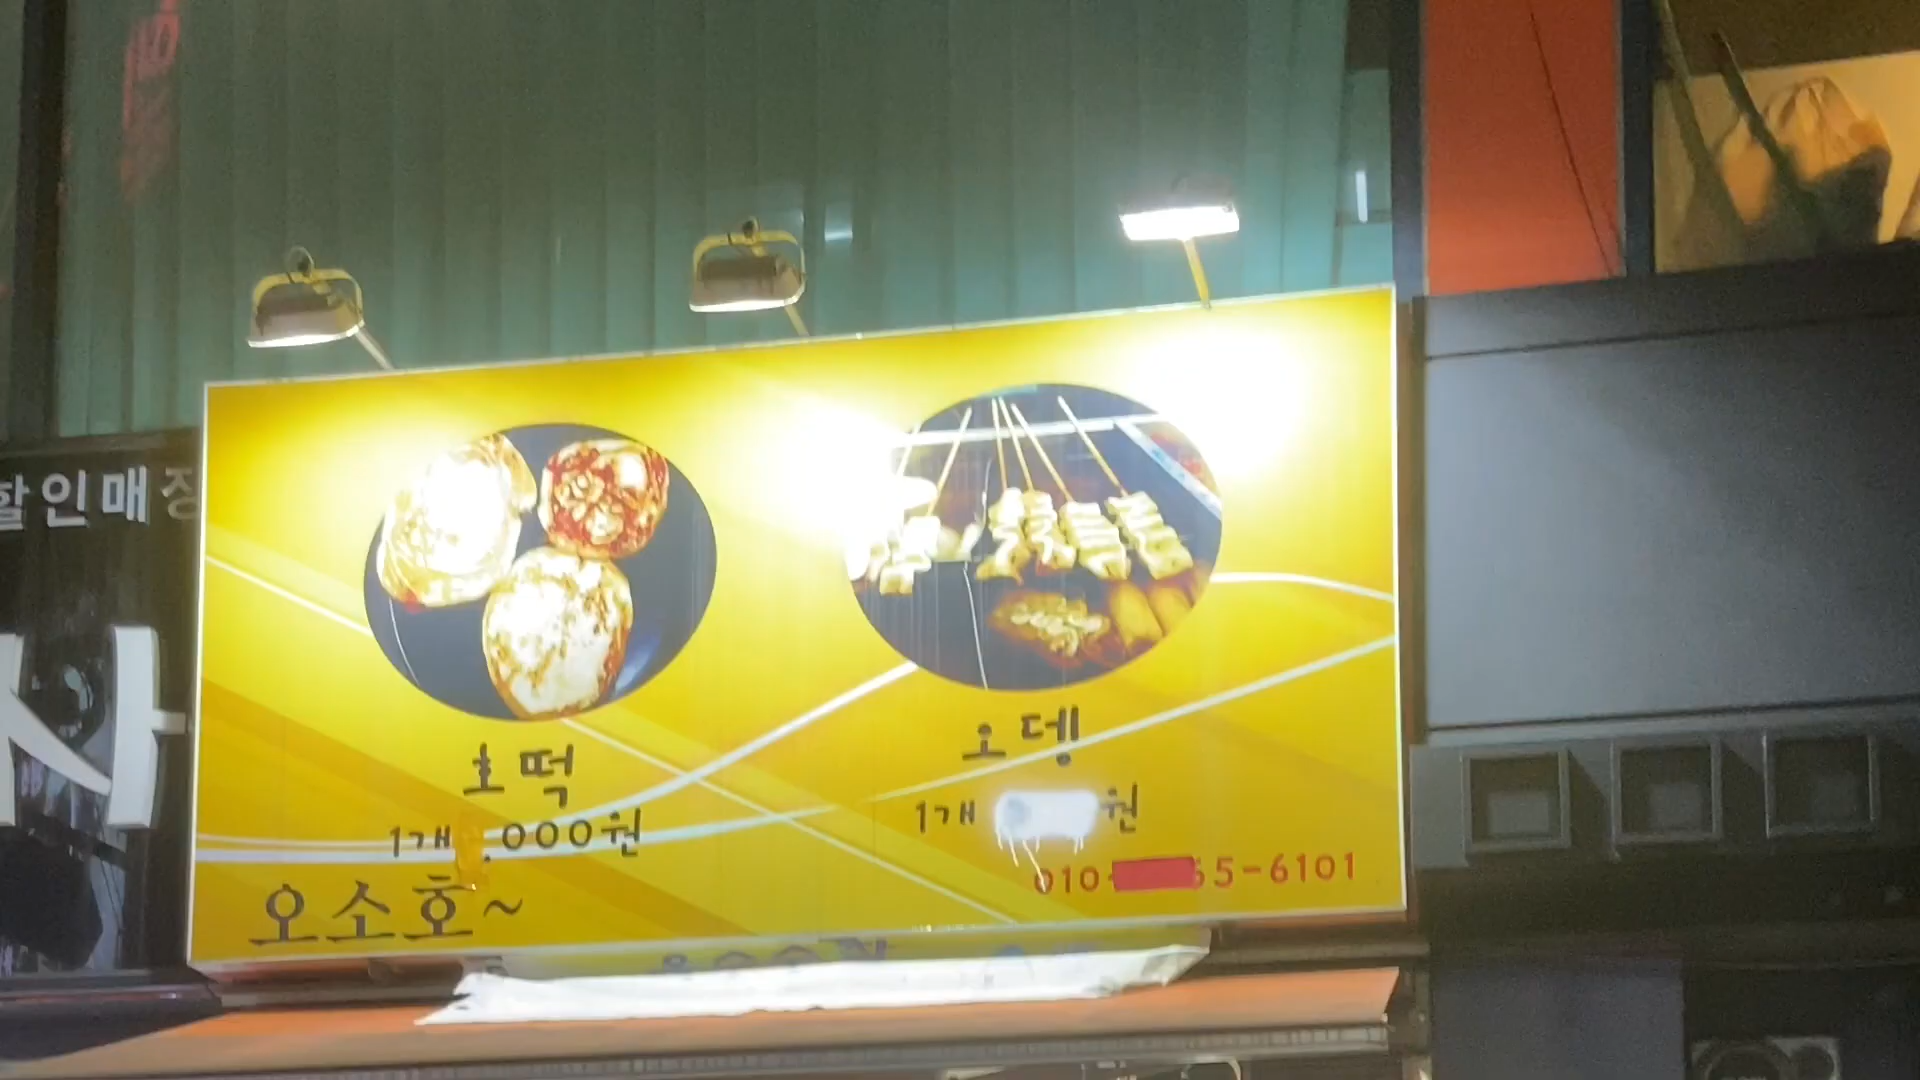 할인매장
호떡
오뎅
1개 ,000원
1개 원
010- 65-6101
오소호~